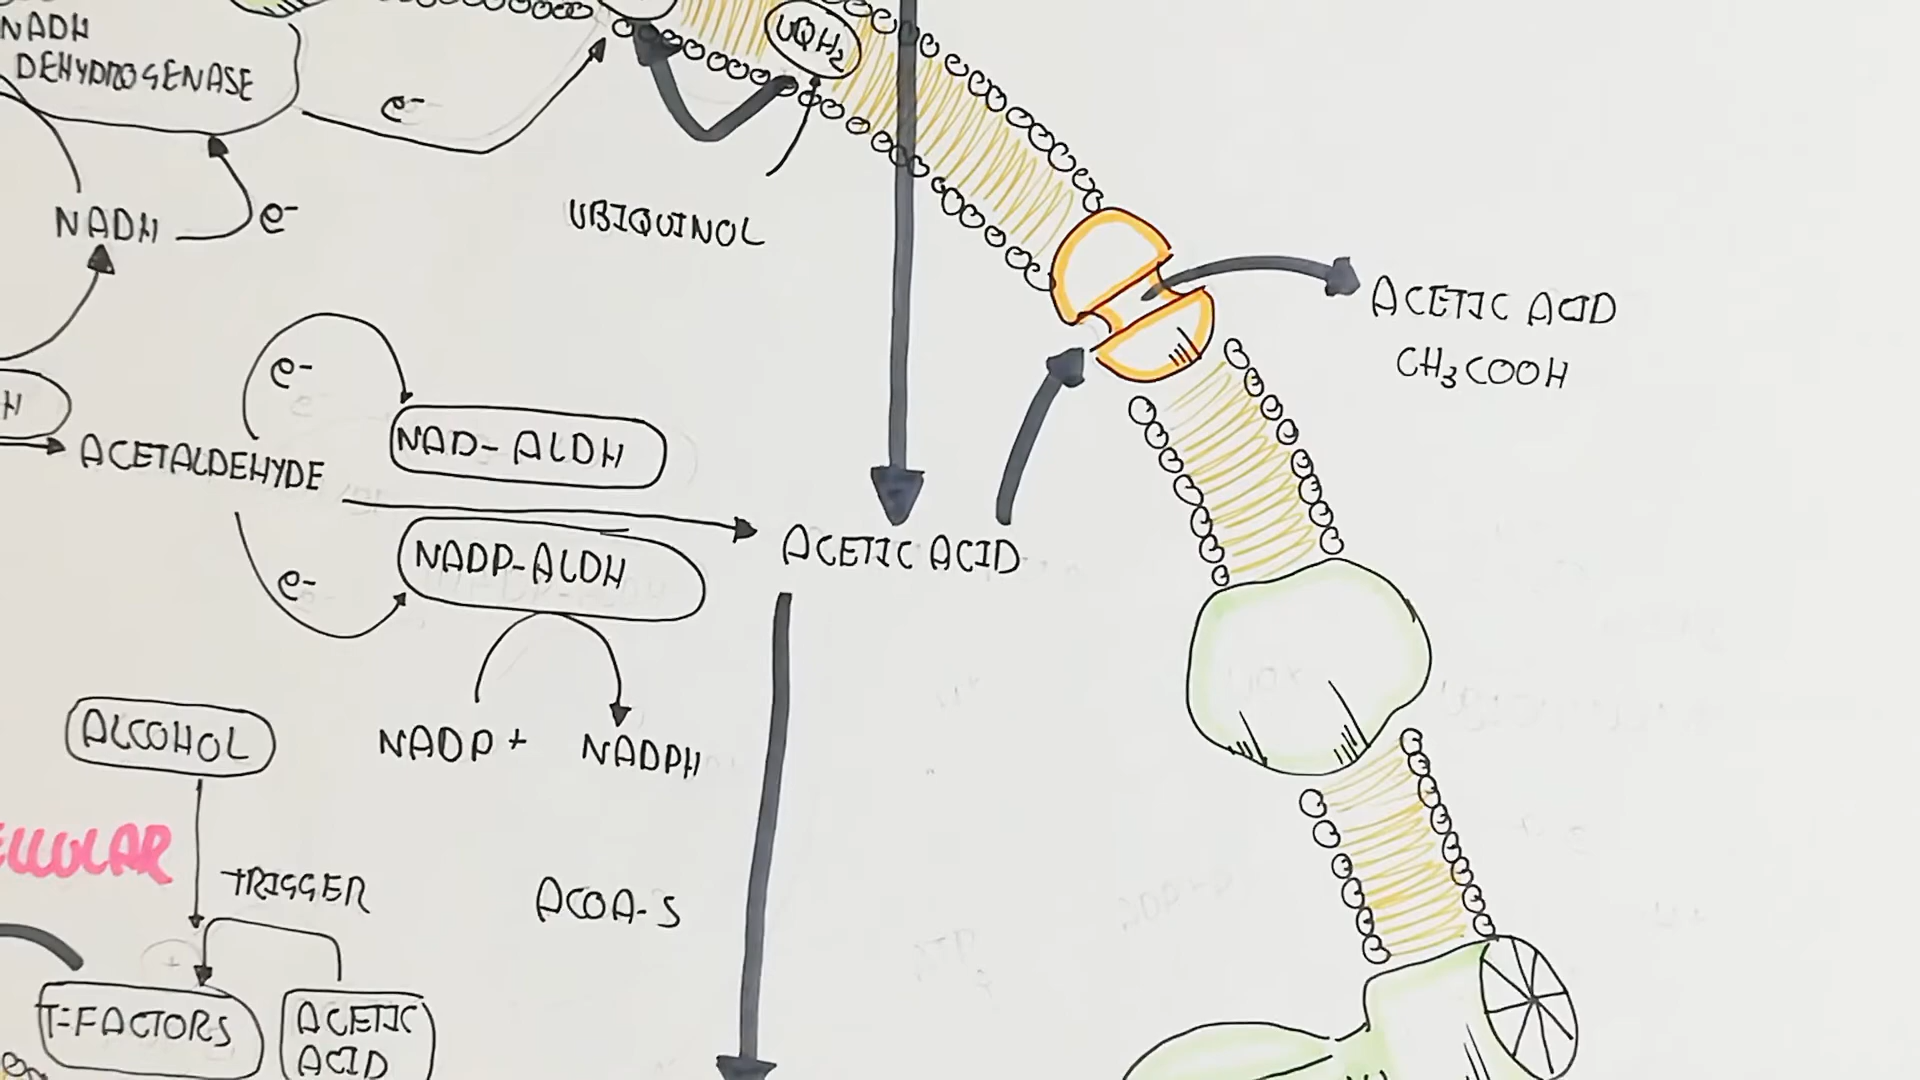 NADH
DEHYDROGENASE
UQH₂
e⁻
NADH
e⁻
UBIQUINOL
ACETIC ACID
CH₃COOH
e⁻
H
NAD-ALDH
ACETALDEHYDE
ACETIC ACID
NADP-ALDH
e⁻
ALCOHOL
NADP+
NADPH
ELLULAR
TRIGGER
ACOA-S
T-FACTORS
ACETIC
ACID